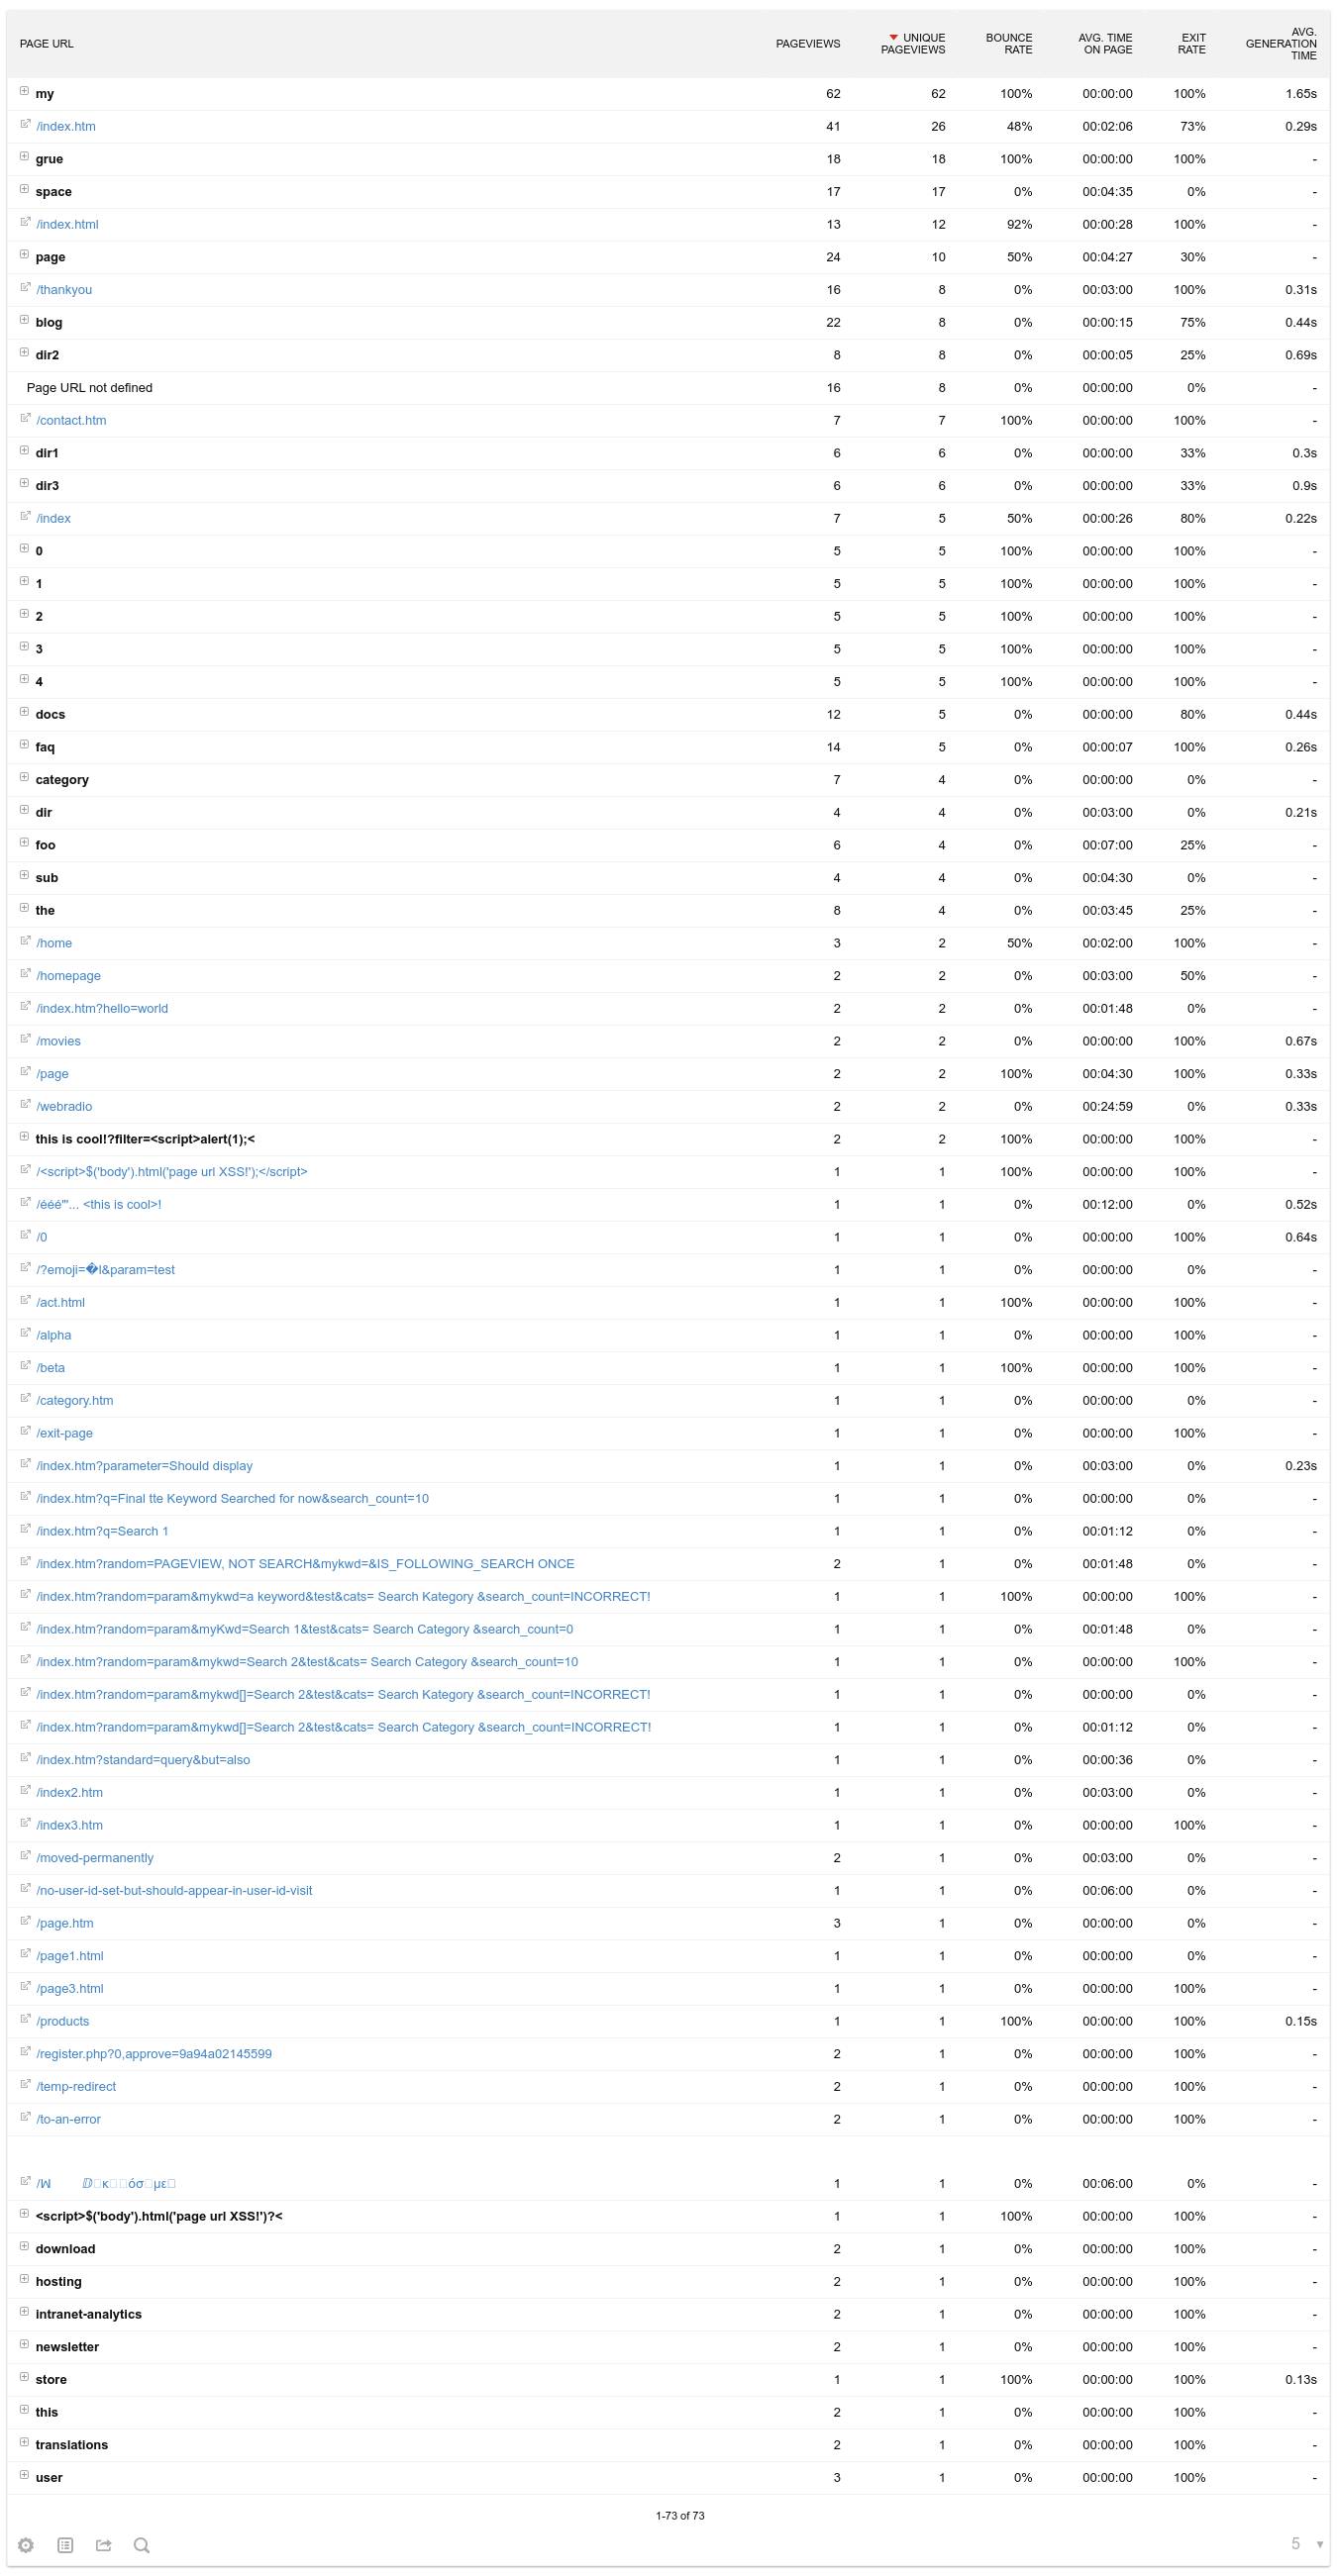 PAGE URL PAGEVIEWS UNIQUE PAGEVIEWS BOUNCE RATE AVG. TIME ON PAGE EXIT RATE AVG. GENERATION TIME
my 62 62 100% 00:00:00 100% 1.65s
/index.htm 41 26 48% 00:02:06 73% 0.29s
grue 18 18 100% 00:00:00 100% -
space 17 17 0% 00:04:35 0% -
/index.html 13 12 92% 00:00:28 100% -
page 24 10 50% 00:04:27 30% -
/thankyou 16 8 0% 00:03:00 100% 0.31s
blog 22 8 0% 00:00:15 75% 0.44s
dir2 8 8 0% 00:00:05 25% 0.69s
Page URL not defined 16 8 0% 00:00:00 0% -
/contact.htm 7 7 100% 00:00:00 100% -
dir1 6 6 0% 00:00:00 33% 0.3s
dir3 6 6 0% 00:00:00 33% 0.9s
/index 7 5 50% 00:00:26 80% 0.22s
0 5 5 100% 00:00:00 100% -
1 5 5 100% 00:00:00 100% -
2 5 5 100% 00:00:00 100% -
3 5 5 100% 00:00:00 100% -
4 5 5 100% 00:00:00 100% -
docs 12 5 0% 00:00:00 80% 0.44s
faq 14 5 0% 00:00:07 100% 0.26s
category 7 4 0% 00:00:00 0% -
dir 4 4 0% 00:03:00 0% 0.21s
foo 6 4 0% 00:07:00 25% -
sub 4 4 0% 00:04:30 0% -
the 8 4 0% 00:03:45 25% -
/home 3 2 50% 00:02:00 100% -
/homepage 2 2 0% 00:03:00 50% -
/index.htm?hello=world 2 2 0% 00:01:48 0% -
/movies 2 2 0% 00:00:00 100% 0.67s
/page 2 2 100% 00:04:30 100% 0.33s
/webradio 2 2 0% 00:24:59 0% 0.33s
this is cool!?filter=<script>alert(1);< 2 2 100% 00:00:00 100% -
/<script>$('body').html('page url XSS!');</script> 1 1 100% 00:00:00 100% -
/ééé"'... <this is cool>! 1 1 0% 00:12:00 0% 0.52s
/0 1 1 0% 00:00:00 100% 0.64s
/?emoji=�l&param=test 1 1 0% 00:00:00 0% -
/act.html 1 1 100% 00:00:00 100% -
/alpha 1 1 0% 00:00:00 100% -
/beta 1 1 100% 00:00:00 100% -
/category.htm 1 1 0% 00:00:00 0% -
/exit-page 1 1 0% 00:00:00 100% -
/index.htm?parameter=Should display 1 1 0% 00:03:00 0% 0.23s
/index.htm?q=Final tte Keyword Searched for now&search_count=10 1 1 0% 00:00:00 0% -
/index.htm?q=Search 1 1 1 0% 00:01:12 0% -
/index.htm?random=PAGEVIEW, NOT SEARCH&mykwd=&IS_FOLLOWING_SEARCH ONCE 2 1 0% 00:01:48 0% -
/index.htm?random=param&mykwd=a keyword&test&cats= Search Kategory &search_count=INCORRECT! 1 1 100% 00:00:00 100% -
/index.htm?random=param&myKwd=Search 1&test&cats= Search Category &search_count=0 1 1 0% 00:01:48 0% -
/index.htm?random=param&mykwd=Search 2&test&cats= Search Category &search_count=10 1 1 0% 00:00:00 100% -
/index.htm?random=param&mykwd[]=Search 2&test&cats= Search Kategory &search_count=INCORRECT! 1 1 0% 00:00:00 0% -
/index.htm?random=param&mykwd[]=Search 2&test&cats= Search Category &search_count=INCORRECT! 1 1 0% 00:01:12 0% -
/index.htm?standard=query&but=also 1 1 0% 00:00:36 0% -
/index2.htm 1 1 0% 00:03:00 0% -
/index3.htm 1 1 0% 00:00:00 100% -
/moved-permanently 2 1 0% 00:03:00 0% -
/no-user-id-set-but-should-appear-in-user-id-visit 1 1 0% 00:06:00 0% -
/page.htm 3 1 0% 00:00:00 0% -
/page1.html 1 1 0% 00:00:00 0% -
/page3.html 1 1 0% 00:00:00 100% -
/products 1 1 100% 00:00:00 100% 0.15s
/register.php?0,approve=9a94a02145599 2 1 0% 00:00:00 100% -
/temp-redirect 2 1 0% 00:00:00 100% -
/to-an-error 2 1 0% 00:00:00 100% -
1 1 0% 00:06:00 0% -
<script>$('body').html('page url XSS!')?< 1 1 100% 00:00:00 100% -
download 2 1 0% 00:00:00 100% -
hosting 2 1 0% 00:00:00 100% -
intranet-analytics 2 1 0% 00:00:00 100% -
newsletter 2 1 0% 00:00:00 100% -
store 1 1 100% 00:00:00 100% 0.13s
this 2 1 0% 00:00:00 100% -
translations 2 1 0% 00:00:00 100% -
user 3 1 0% 00:00:00 100% -
1-73 of 73
5